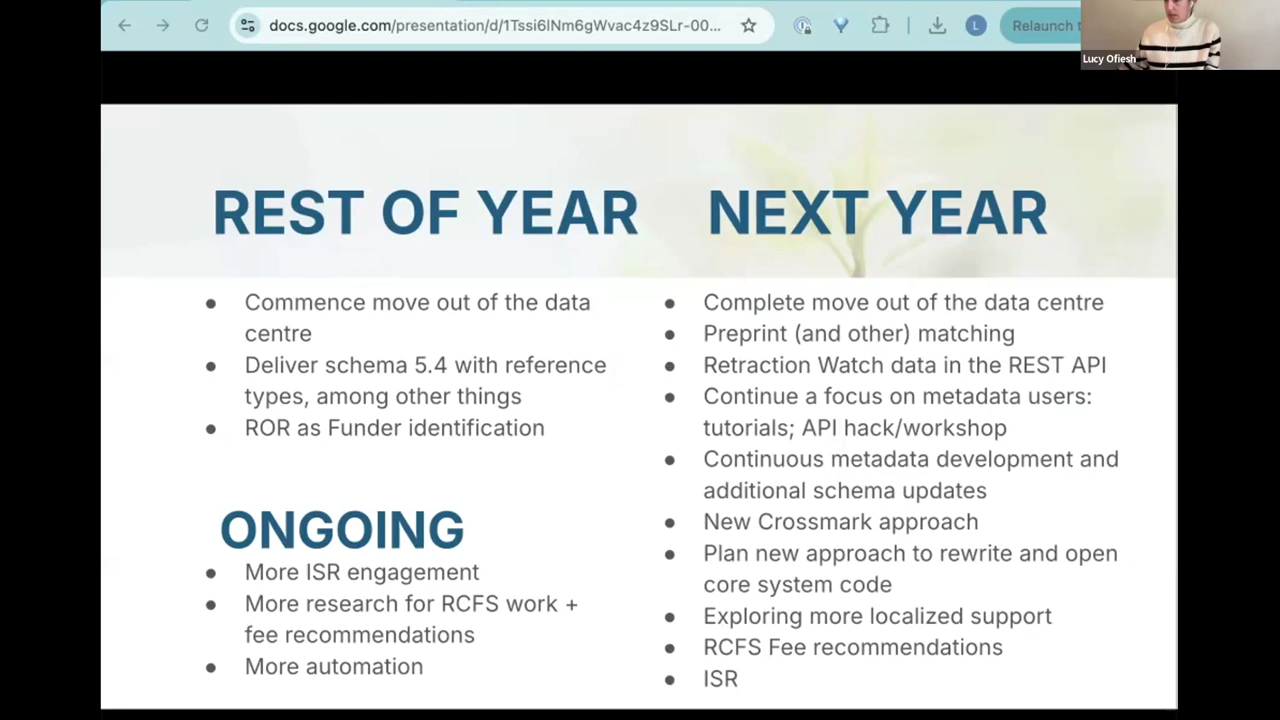 docs.google.com/presentation/d/1Tssi6lNm6gWvac4z9SLr-00...
L
Relaunch t
Lucy Ofiesh
REST OF YEAR
Commence move out of the data
centre
Deliver schema 5.4 with reference
types, among other things
ROR as Funder identification
ONGOING
More ISR engagement
More research for RCFS work +
fee recommendations
More automation
NEXT YEAR
Complete move out of the data centre
Preprint (and other) matching
Retraction Watch data in the REST API
Continue a focus on metadata users:
tutorials; API hack/workshop
Continuous metadata development and
additional schema updates
New Crossmark approach
Plan new approach to rewrite and open
core system code
Exploring more localized support
RCFS Fee recommendations
ISR